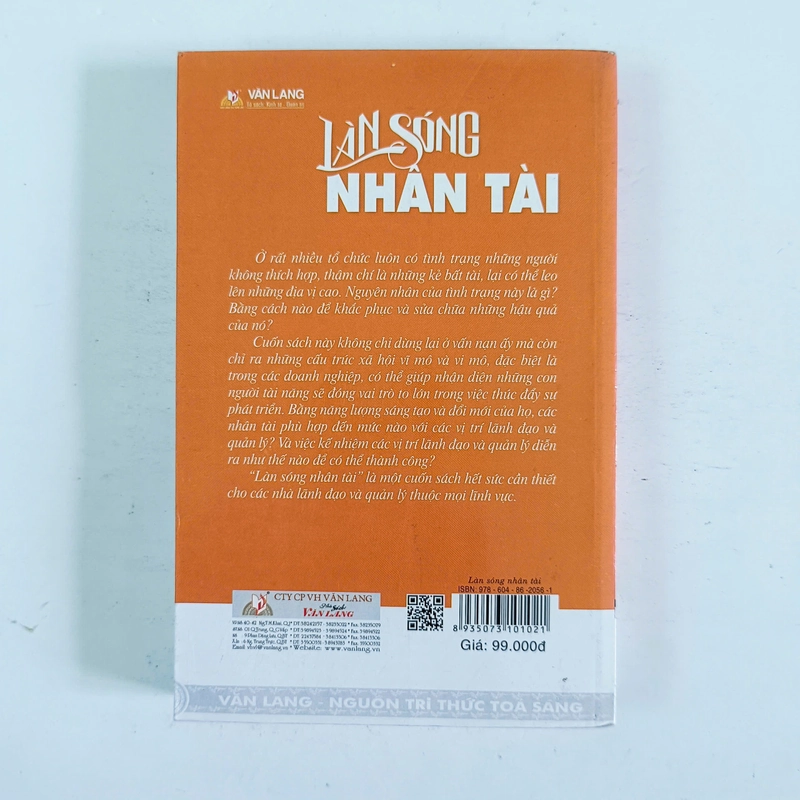 VĂN LANG
LÀN SÓNG
NHÂN TÀI
Ở rất nhiều tổ chức luôn có tình trạng những người
không thích hợp, thậm chí là những kẻ bất tài, lại có thể leo
lên những địa vị cao. Nguyên nhân của tình trạng này là gì?
Bằng cách nào để khắc phục và sửa chữa những hậu quả
của nó?
Cuốn sách này không chỉ dừng lại ở vấn nạn ấy mà còn
chỉ ra những cấu trúc xã hội vĩ mô và vi mô, đặc biệt là
trong các doanh nghiệp, có thể giúp nhận diện những con
người tài năng sẽ đóng vai trò to lớn trong việc thúc đẩy sự
phát triển. Bằng năng lượng sáng tạo và đổi mới của họ, các
nhân tài phù hợp đến mức nào với các vị trí lãnh đạo và
quản lý? Và việc kế nhiệm các vị trí lãnh đạo và quản lý diễn
ra như thế nào để có thể thành công?
"Làn sóng nhân tài" là một cuốn sách hết sức cần thiết
cho các nhà lãnh đạo và quản lý thuộc mọi lĩnh vực.
Làn sóng nhân tài
ISBN: 978 - 604 - 86 -2056 -1
CTY CP VH VĂN LANG
Nhà Sách
VĂN LANG
Website: www.vanlang.vn
8 935073 101021
Giá: 99.000đ
VĂN LANG - NGUỒN TRI THỨC TOẢ SÁNG